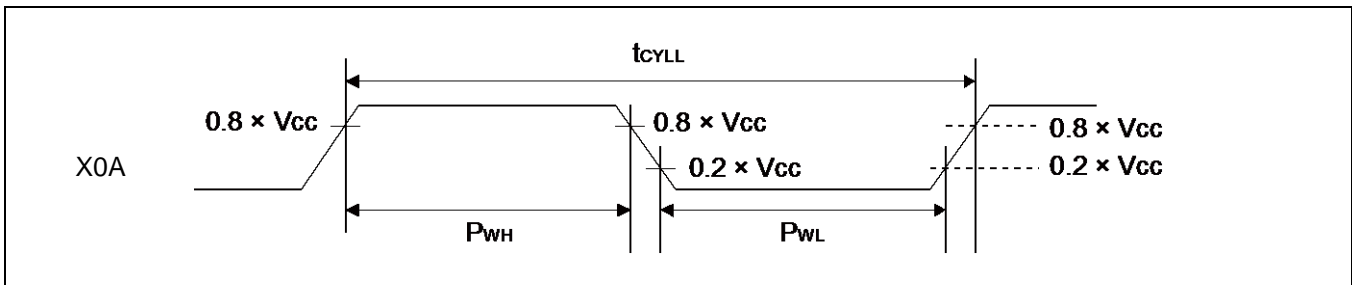 tCYLL
0.8 × Vcc
0.8 × Vcc
0.8 × Vcc
X0A
0.2 × Vcc
0.2 × Vcc
PWH
PWL